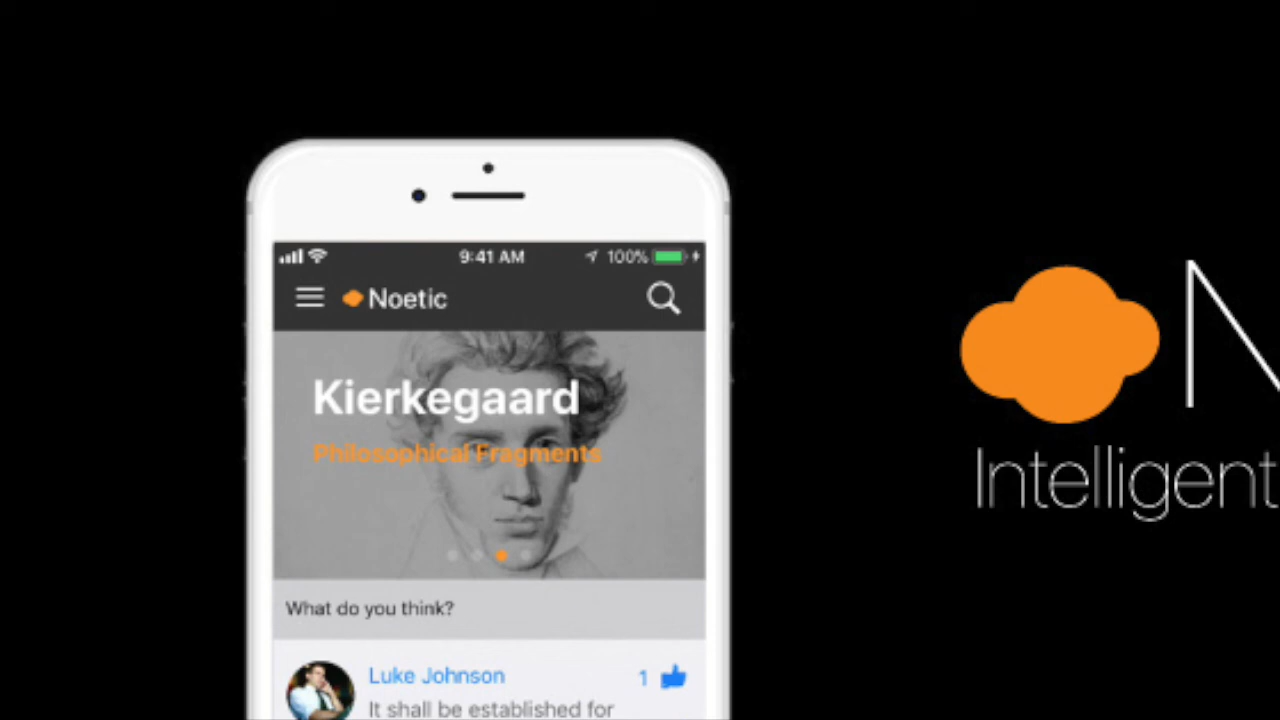 9:41 AM 100%
Noetic
Kierkegaard
Philosophical Fragments
What do you think?
Luke Johnson 1
It shall be established for
N
Intelligent